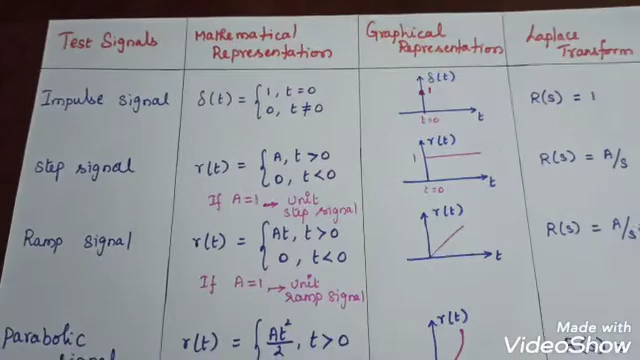 Test Signals
Mathematical Representation
Graphical Representation
Laplace Transform
Impulse signal
δ(t) = { 1, t = 0
0, t ≠ 0
δ(t)
1
t=0
t
R(s) = 1
Step signal
r(t) = { A, t > 0
0, t < 0
If A = 1 → unit step signal
r(t)
1
t=0
t
R(s) = A/s
Ramp signal
r(t) = { At, t > 0
0, t < 0
If A = 1 → unit ramp signal
r(t)
t
R(s) = A/s
Parabolic
r(t) = { At²/2, t > 0
r(t)
Made with
VideoShow